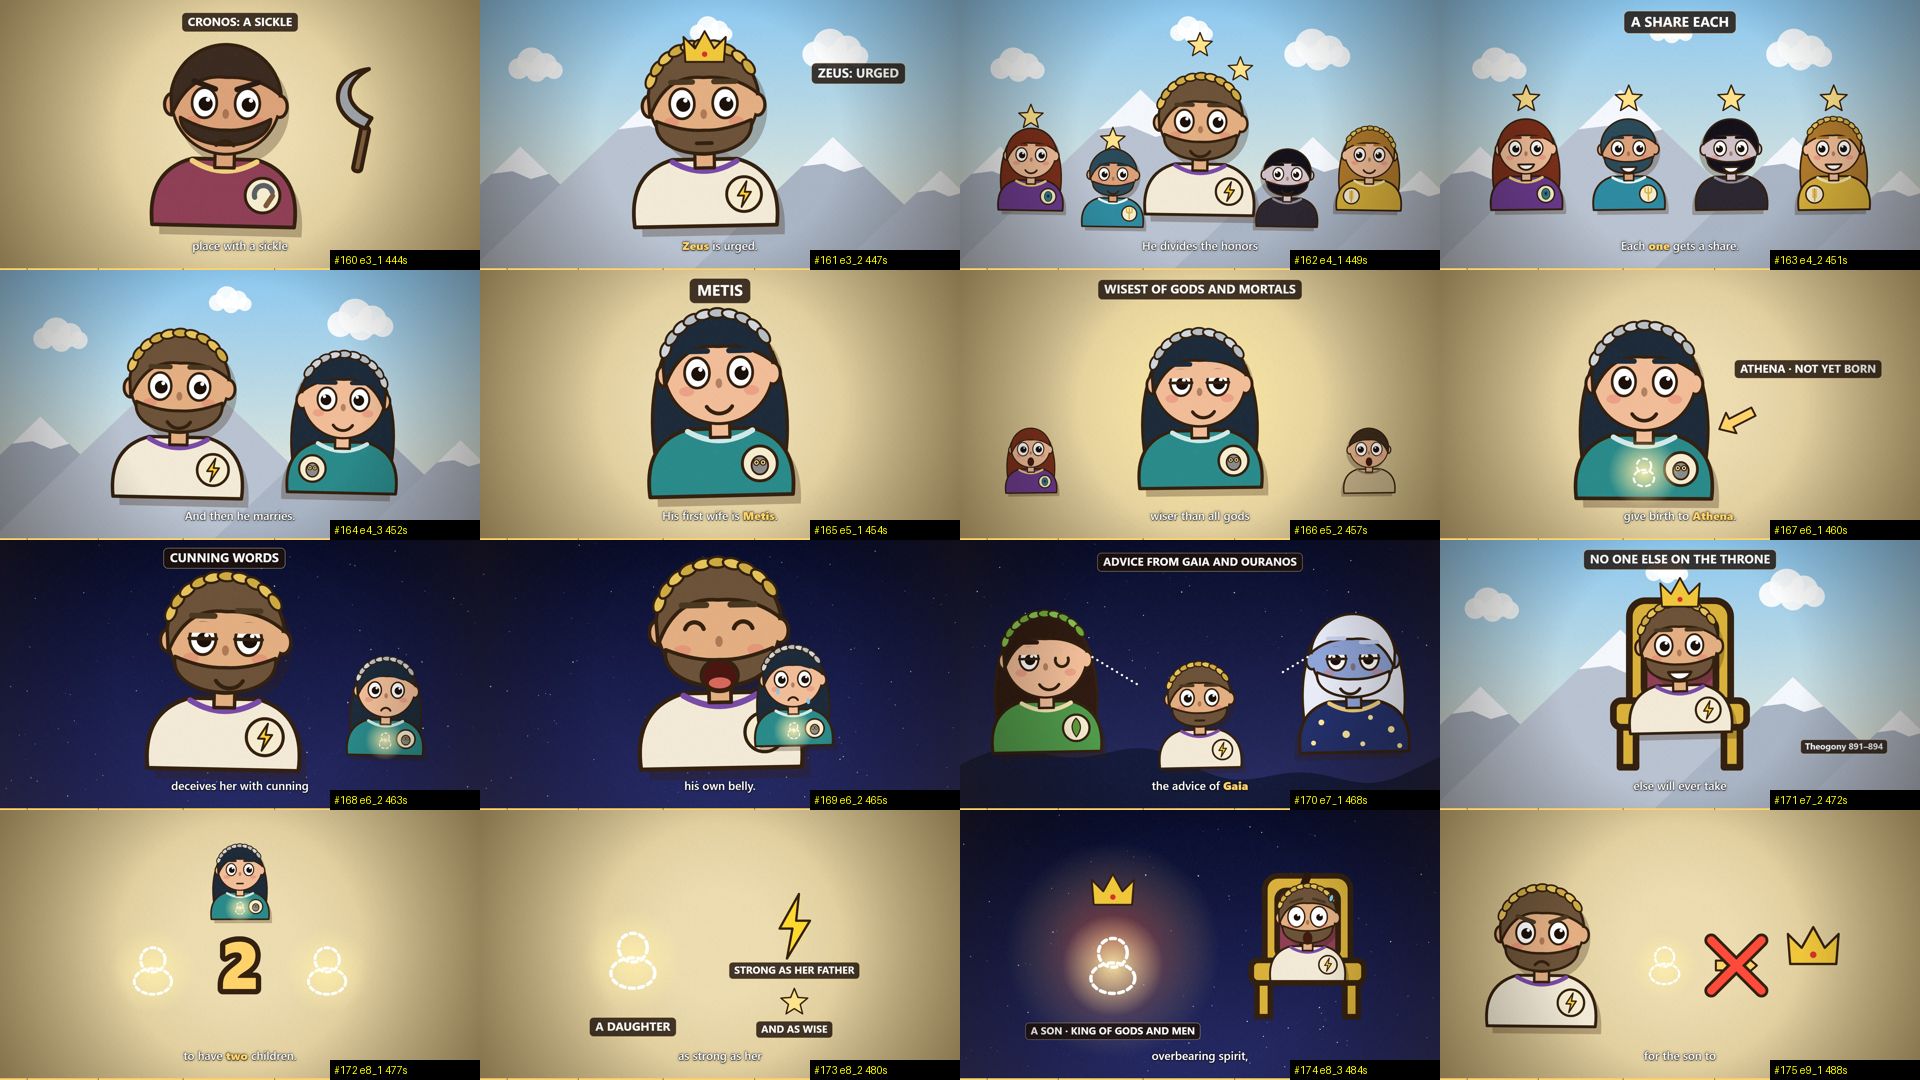 CRONOS: A SICKLE
place with a sickle
#160 e3_1 444s
ZEUS: URGED
Zeus is urged.
#161 e3_2 447s
He divides the honors
#162 e4_1 449s
A SHARE EACH
Each one gets a share.
#163 e4_2 451s
And then he marries.
#164 e4_3 452s
METIS
His first wife is Metis.
#165 e5_1 454s
WISEST OF GODS AND MORTALS
wiser than all gods
#166 e5_2 457s
ATHENA · NOT YET BORN
give birth to Athena.
#167 e6_1 460s
CUNNING WORDS
deceives her with cunning
#168 e6_2 463s
his own belly.
#169 e6_2 465s
ADVICE FROM GAIA AND OURANOS
the advice of Gaia
#170 e7_1 468s
NO ONE ELSE ON THE THRONE
Theogony 891–894
else will ever take
#171 e7_2 472s
2
to have two children.
#172 e8_1 477s
STRONG AS HER FATHER
A DAUGHTER
AND AS WISE
as strong as her
#173 e8_2 480s
A SON · KING OF GODS AND MEN
overbearing spirit,
#174 e8_3 484s
for the son to
#175 e9_1 488s